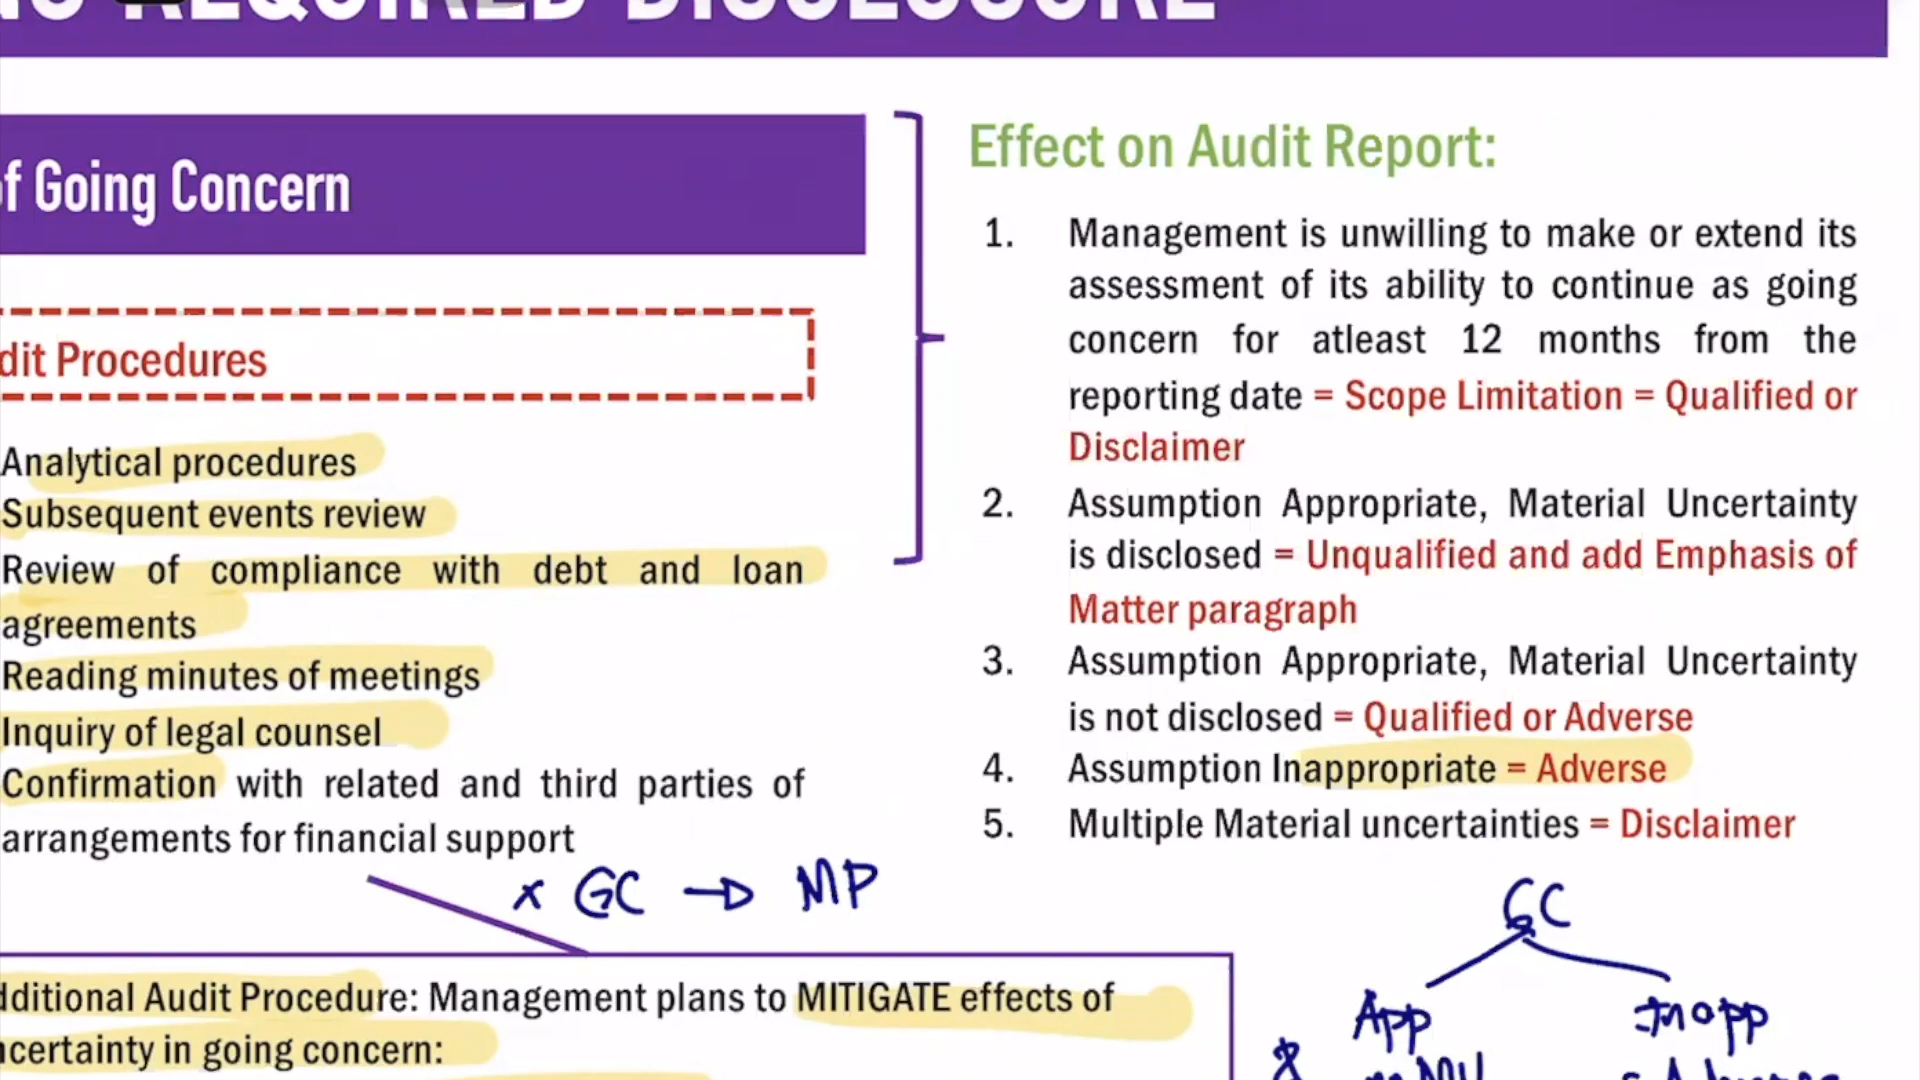 REQUIRED DISCLOSURE
of Going Concern
dit Procedures
Analytical procedures
Subsequent events review
Review of compliance with debt and loan
agreements
Reading minutes of meetings
Inquiry of legal counsel
Confirmation with related and third parties of
arrangements for financial support
x GC → MP
dditional Audit Procedure: Management plans to MITIGATE effects of
ncertainty in going concern:
Effect on Audit Report:
1. Management is unwilling to make or extend its
assessment of its ability to continue as going
concern for atleast 12 months from the
reporting date = Scope Limitation = Qualified or
Disclaimer
2. Assumption Appropriate, Material Uncertainty
is disclosed = Unqualified and add Emphasis of
Matter paragraph
3. Assumption Appropriate, Material Uncertainty
is not disclosed = Qualified or Adverse
4. Assumption Inappropriate = Adverse
5. Multiple Material uncertainties = Disclaimer
GC
App Inapp